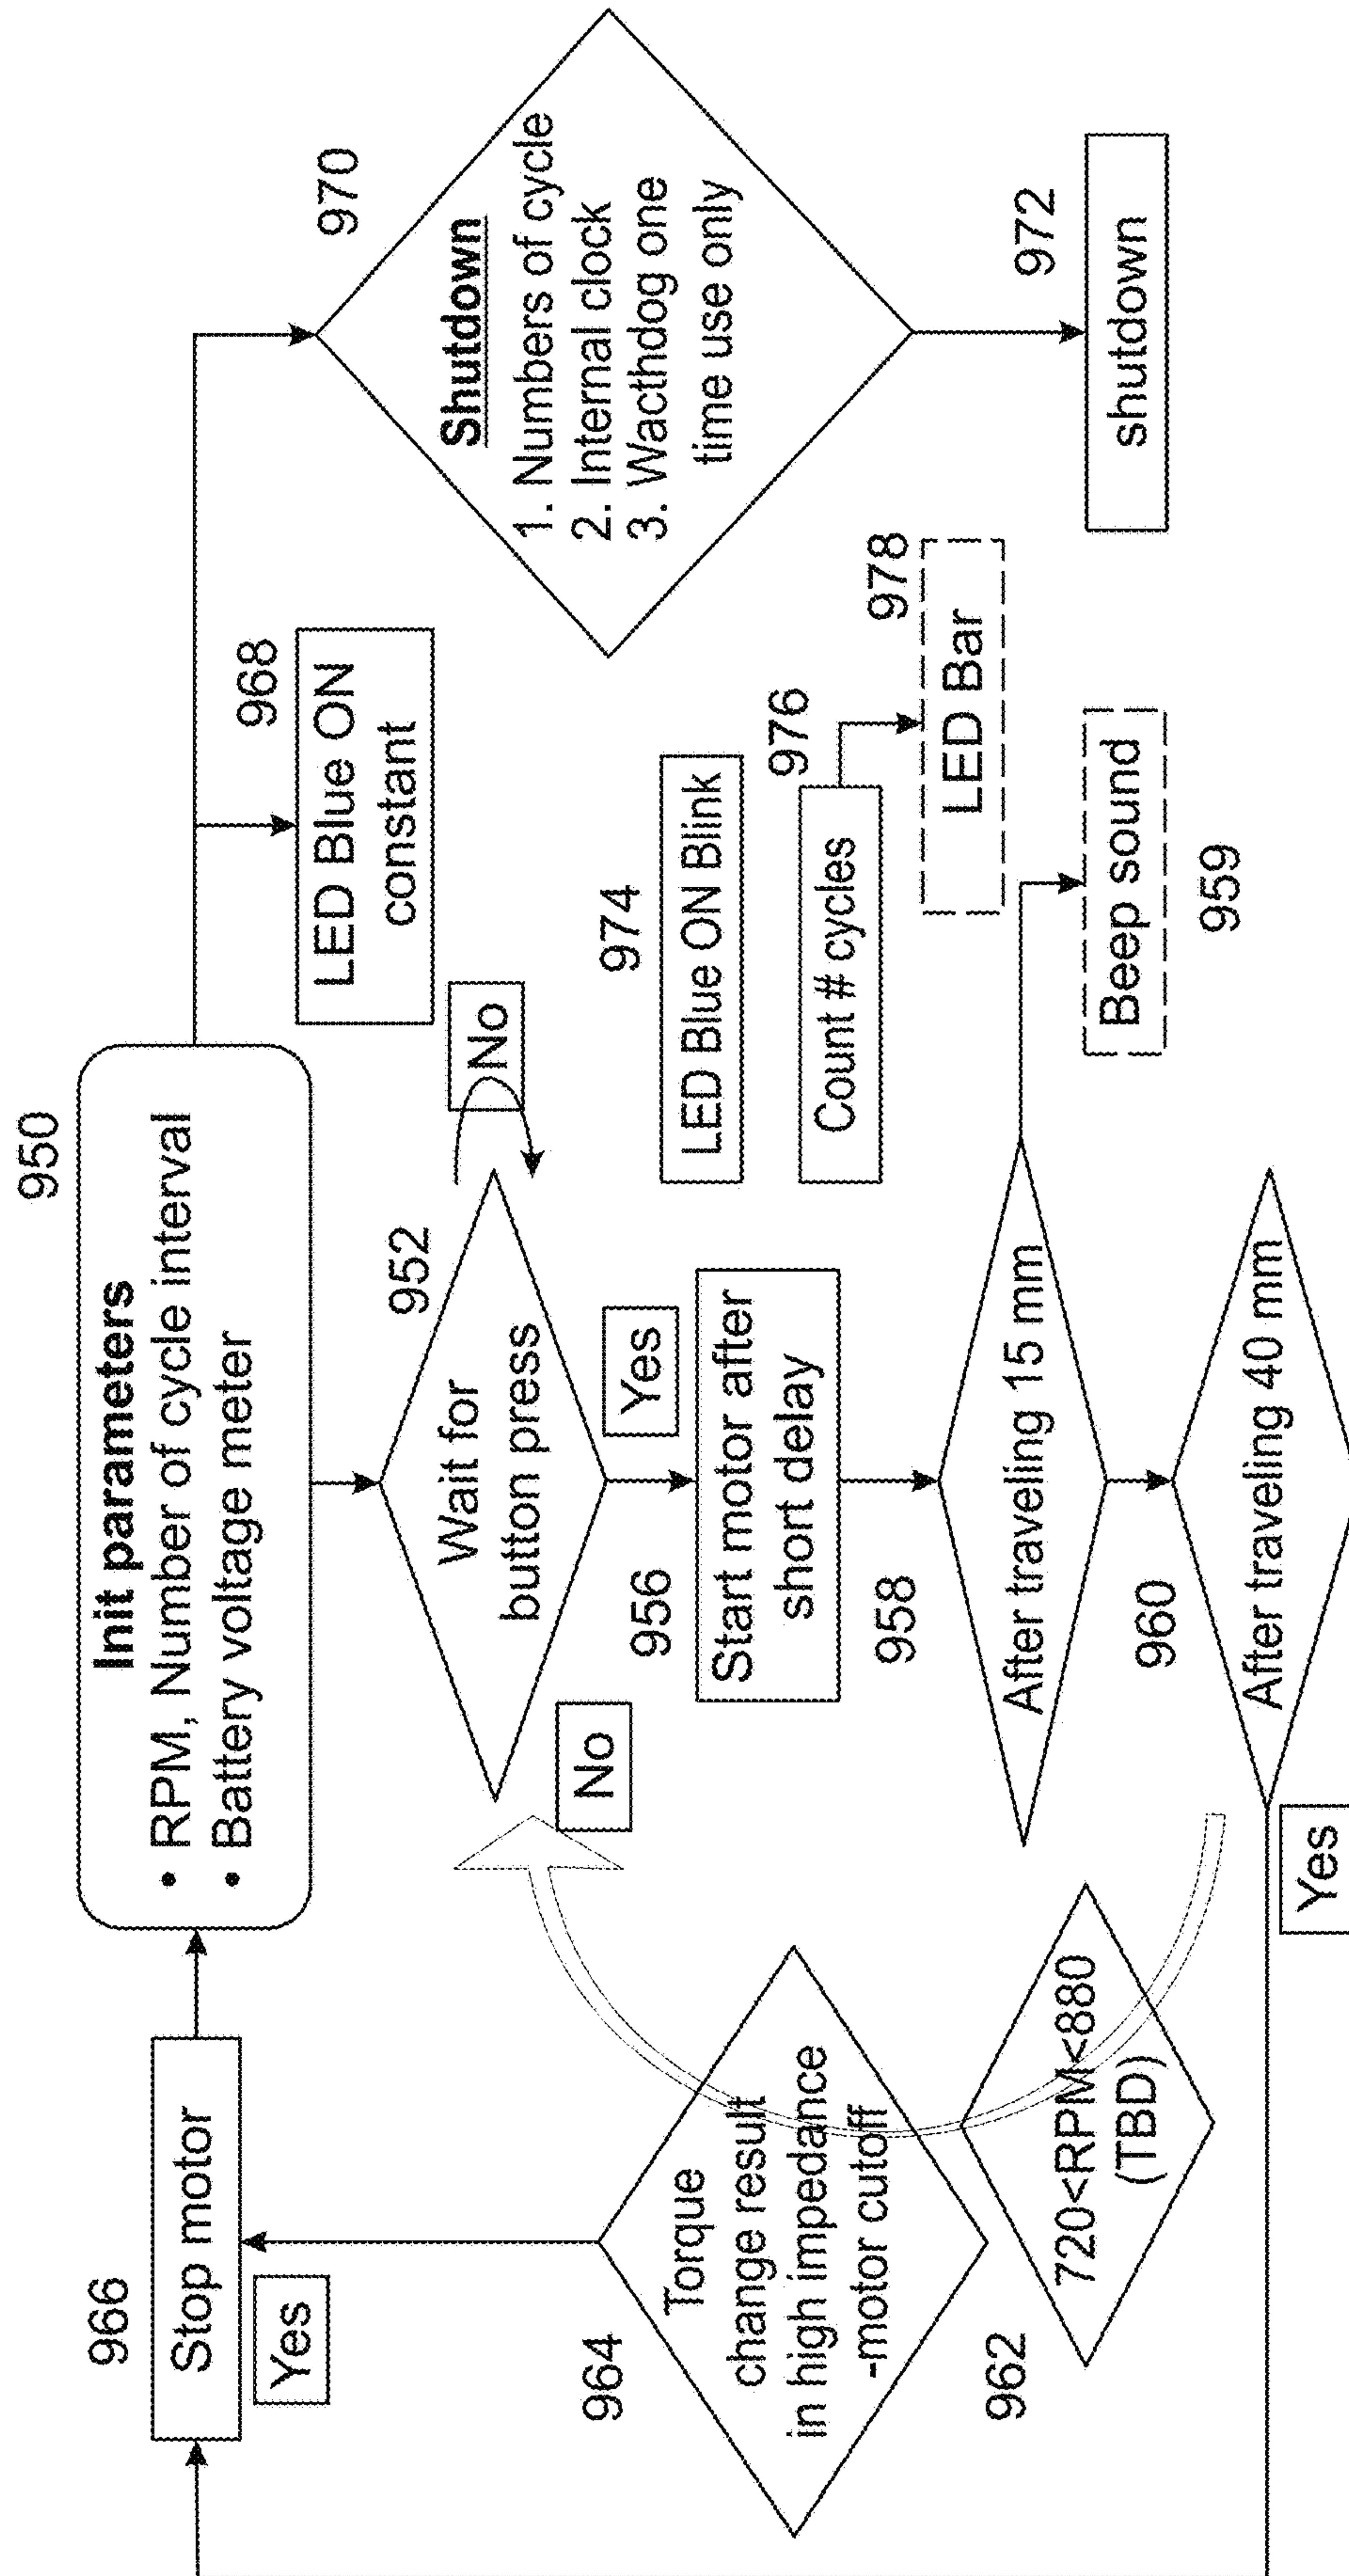 950
Init parameters
• RPM, Number of cycle interval
• Battery voltage meter
966
Stop motor
Yes
968
LED Blue ON
constant
970
Shutdown
1. Numbers of cycle
2. Internal clock
3. Wacthdog one
time use only
972
shutdown
952
Wait for
button press
No
No
Yes
956
Start motor after
short delay
974
LED Blue ON Blink
976
Count # cycles
978
LED Bar
964
Torque
change result
in high impedance
-motor cutoff
958
After traveling 15 mm
Beep sound
959
962
720<RPM<880
(TBD)
960
After traveling 40 mm
Yes